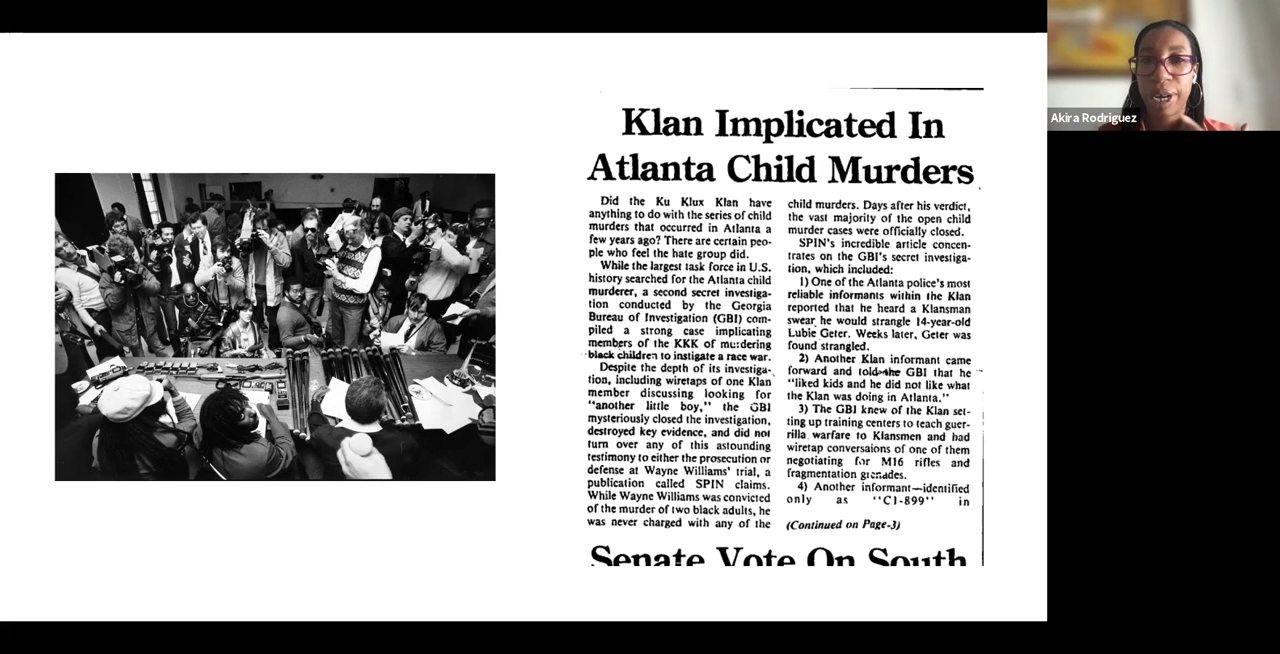 Klan Implicated In
Atlanta Child Murders
Did the Ku Klux Klan have
anything to do with the series of child
murders that occurred in Atlanta a
few years ago? There are certain peo-
ple who feel the hate group did.
While the largest task force in U.S.
history searched for the Atlanta child
murderer, a second secret investiga-
tion conducted by the Georgia
Bureau of Investigation (GBI) com-
piled a strong case implicating
members of the KKK of murdering
black children to instigate a race war.
Despite the depth of its investiga-
tion, including wiretaps of one Klan
member discussing looking for
"another little boy," the GBI
mysteriously closed the investigation,
destroyed key evidence, and did not
turn over any of this astounding
testimony to either the prosecution or
defense at Wayne Williams' trial, a
publication called SPIN claims.
While Wayne Williams was convicted
of the murder of two black adults, he
was never charged with any of the
child murders. Days after his verdict,
the vast majority of the open child
murder cases were officially closed.
SPIN's incredible article concen-
trates on the GBI's secret investiga-
tion, which included:
1) One of the Atlanta police's most
reliable informants within the Klan
reported that he heard a Klansman
swear he would strangle 14-year-old
Lubie Geter. Weeks later, Geter was
found strangled.
2) Another Klan informant came
forward and told the GBI that he
"liked kids and he did not like what
the Klan was doing in Atlanta."
3) The GBI knew of the Klan set-
ting up training centers to teach guer-
rilla warfare to Klansmen and had
wiretap conversaions of one of them
negotiating for M16 rifles and
fragmentation grenades.
4) Another informant—identified
only as "C1-899" in
(Continued on Page-3)
Senate Vote On South
Akira Rodriguez